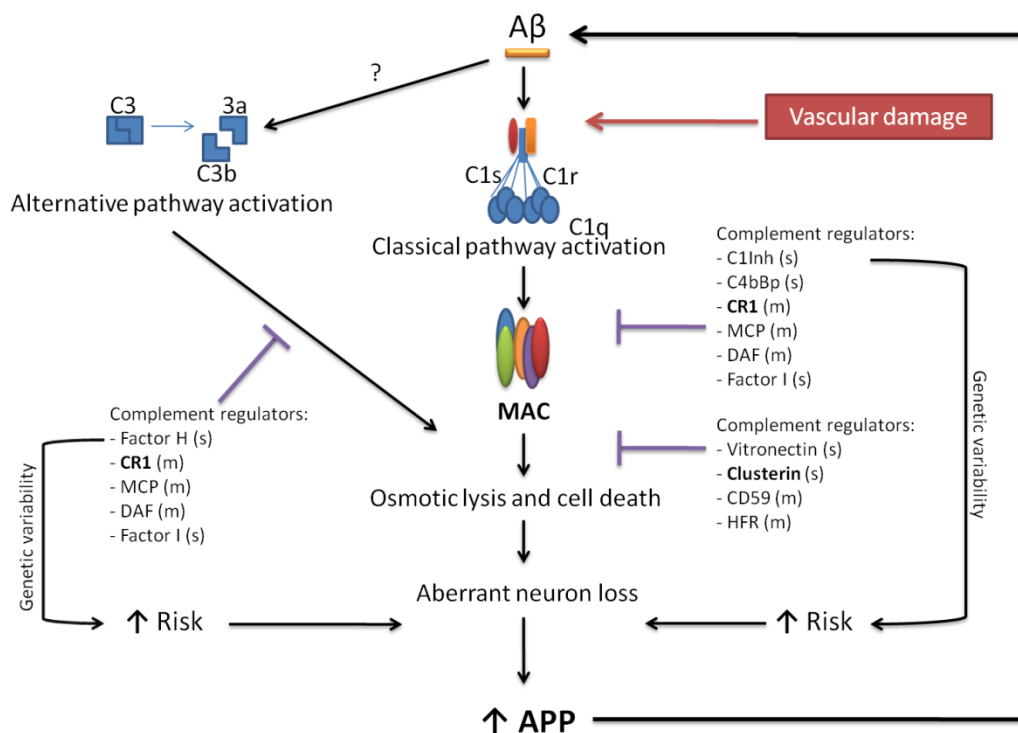 Aβ
?
C3
3a
C3b
Alternative pathway activation
Vascular damage
C1s
C1r
C1q
Classical pathway activation
Complement regulators:
- C1Inh (s)
- C4bBp (s)
- CR1 (m)
- MCP (m)
- DAF (m)
- Factor I (s)
Genetic variability
MAC
Complement regulators:
- Factor H (s)
- CR1 (m)
- MCP (m)
- DAF (m)
- Factor I (s)
Genetic variability
Complement regulators:
- Vitronectin (s)
- Clusterin (s)
- CD59 (m)
- HFR (m)
Osmotic lysis and cell death
Aberrant neuron loss
↑ Risk
↑ Risk
↑ APP